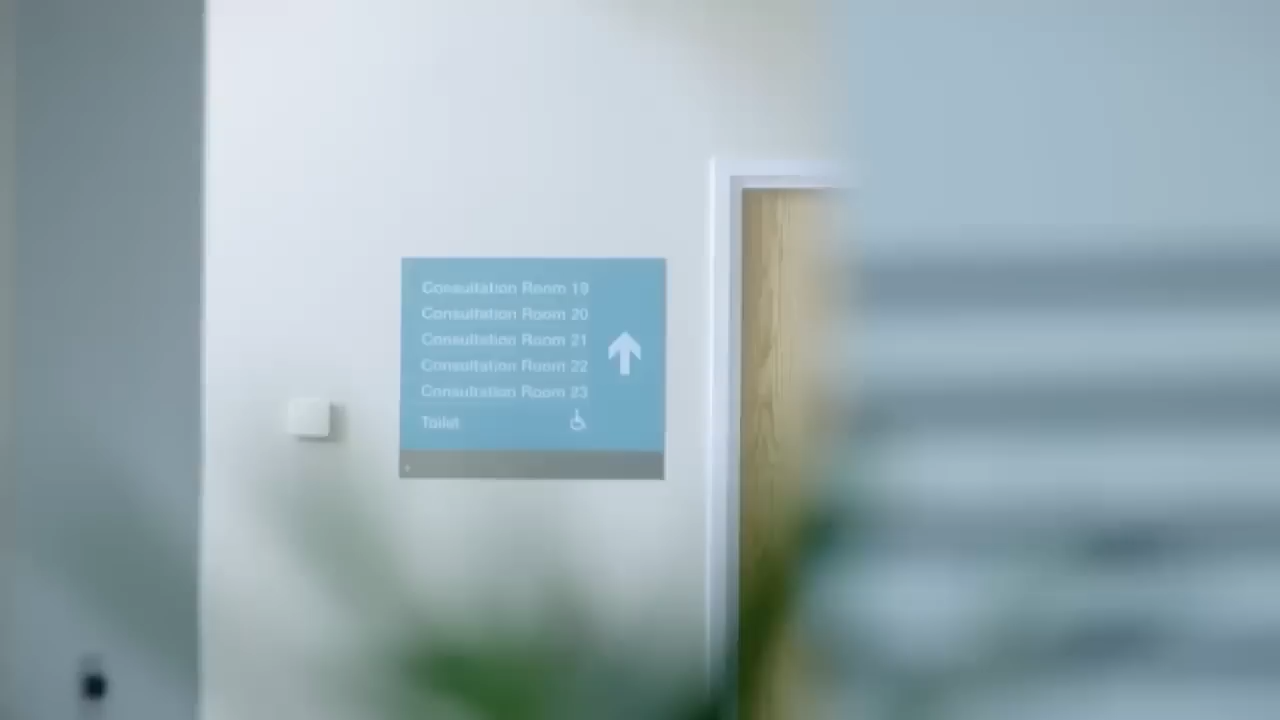 Consultation Room 19
Consultation Room 20
Consultation Room 21
Consultation Room 22
Consultation Room 23
Toilet